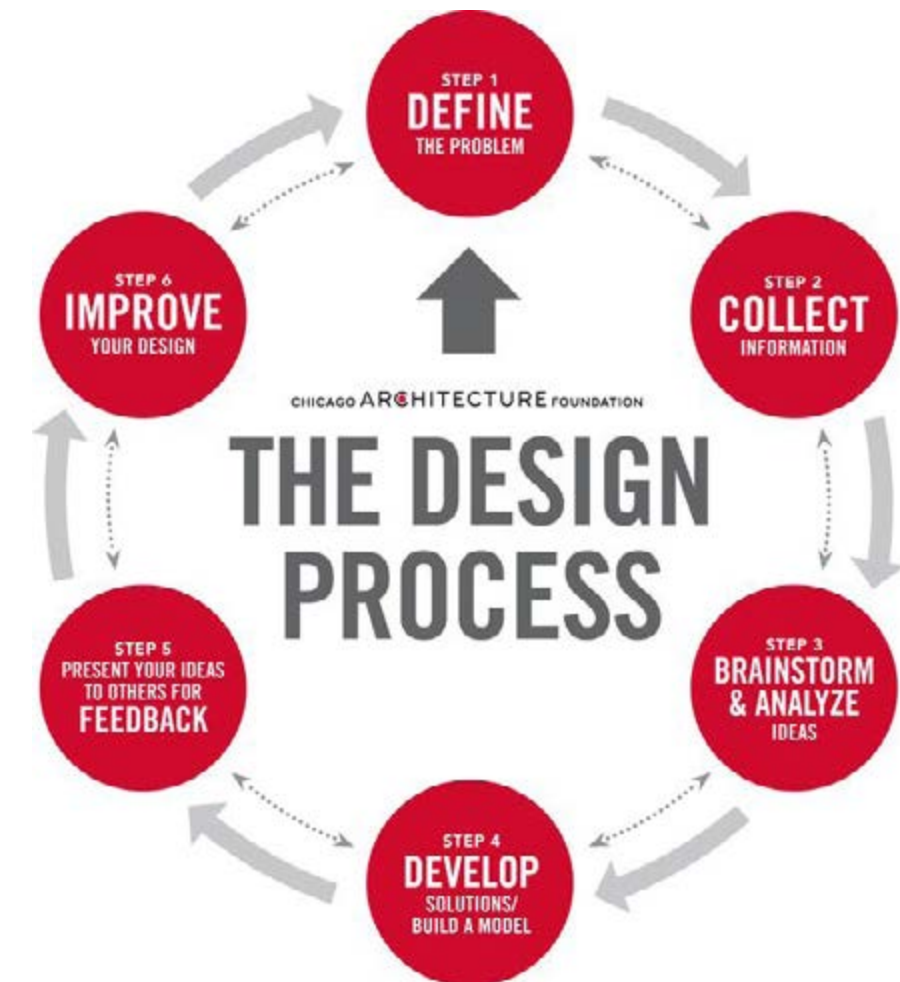 STEP 1
DEFINE
THE PROBLEM
STEP 2
COLLECT
INFORMATION
STEP 3
BRAINSTORM
& ANALYZE
IDEAS
STEP 4
DEVELOP
SOLUTIONS/
BUILD A MODEL
STEP 5
PRESENT YOUR IDEAS
TO OTHERS FOR
FEEDBACK
STEP 6
IMPROVE
YOUR DESIGN
CHICAGO ARCHITECTURE FOUNDATION
THE DESIGN
PROCESS